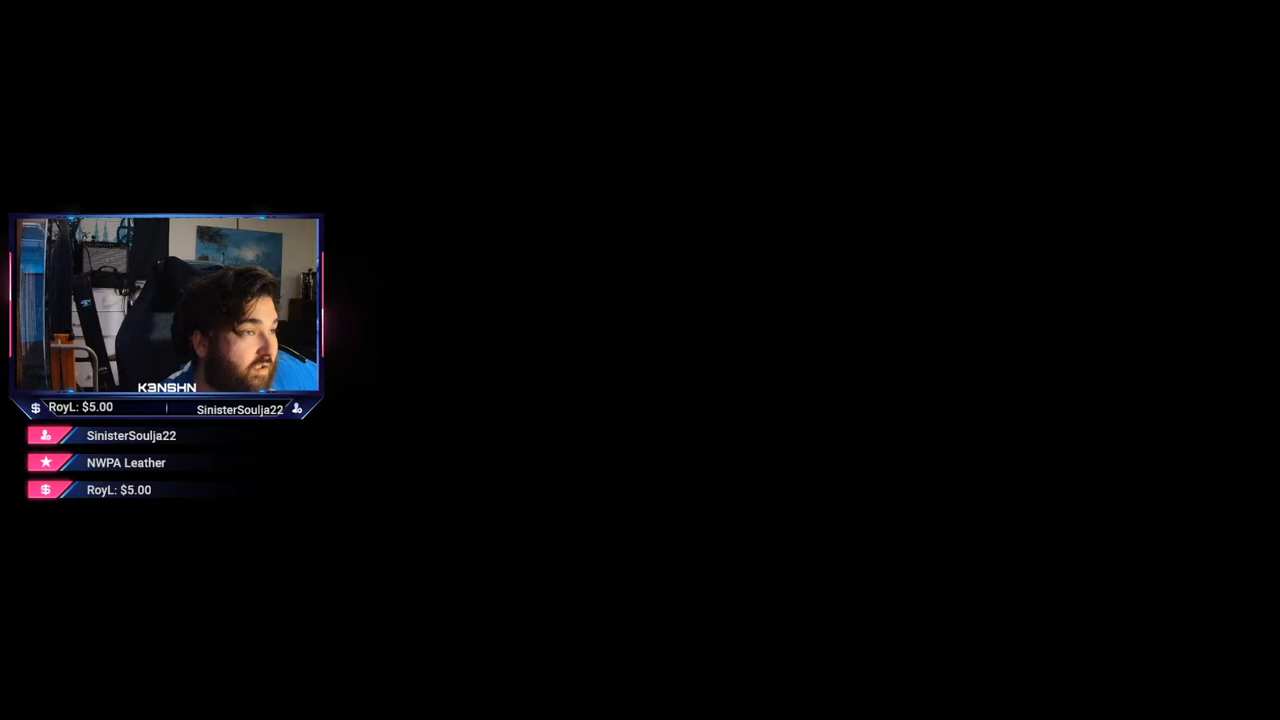 K3NSHN
$ RoyL: $5.00 | SinisterSoulja22
SinisterSoulja22
NWPA Leather
$ RoyL: $5.00